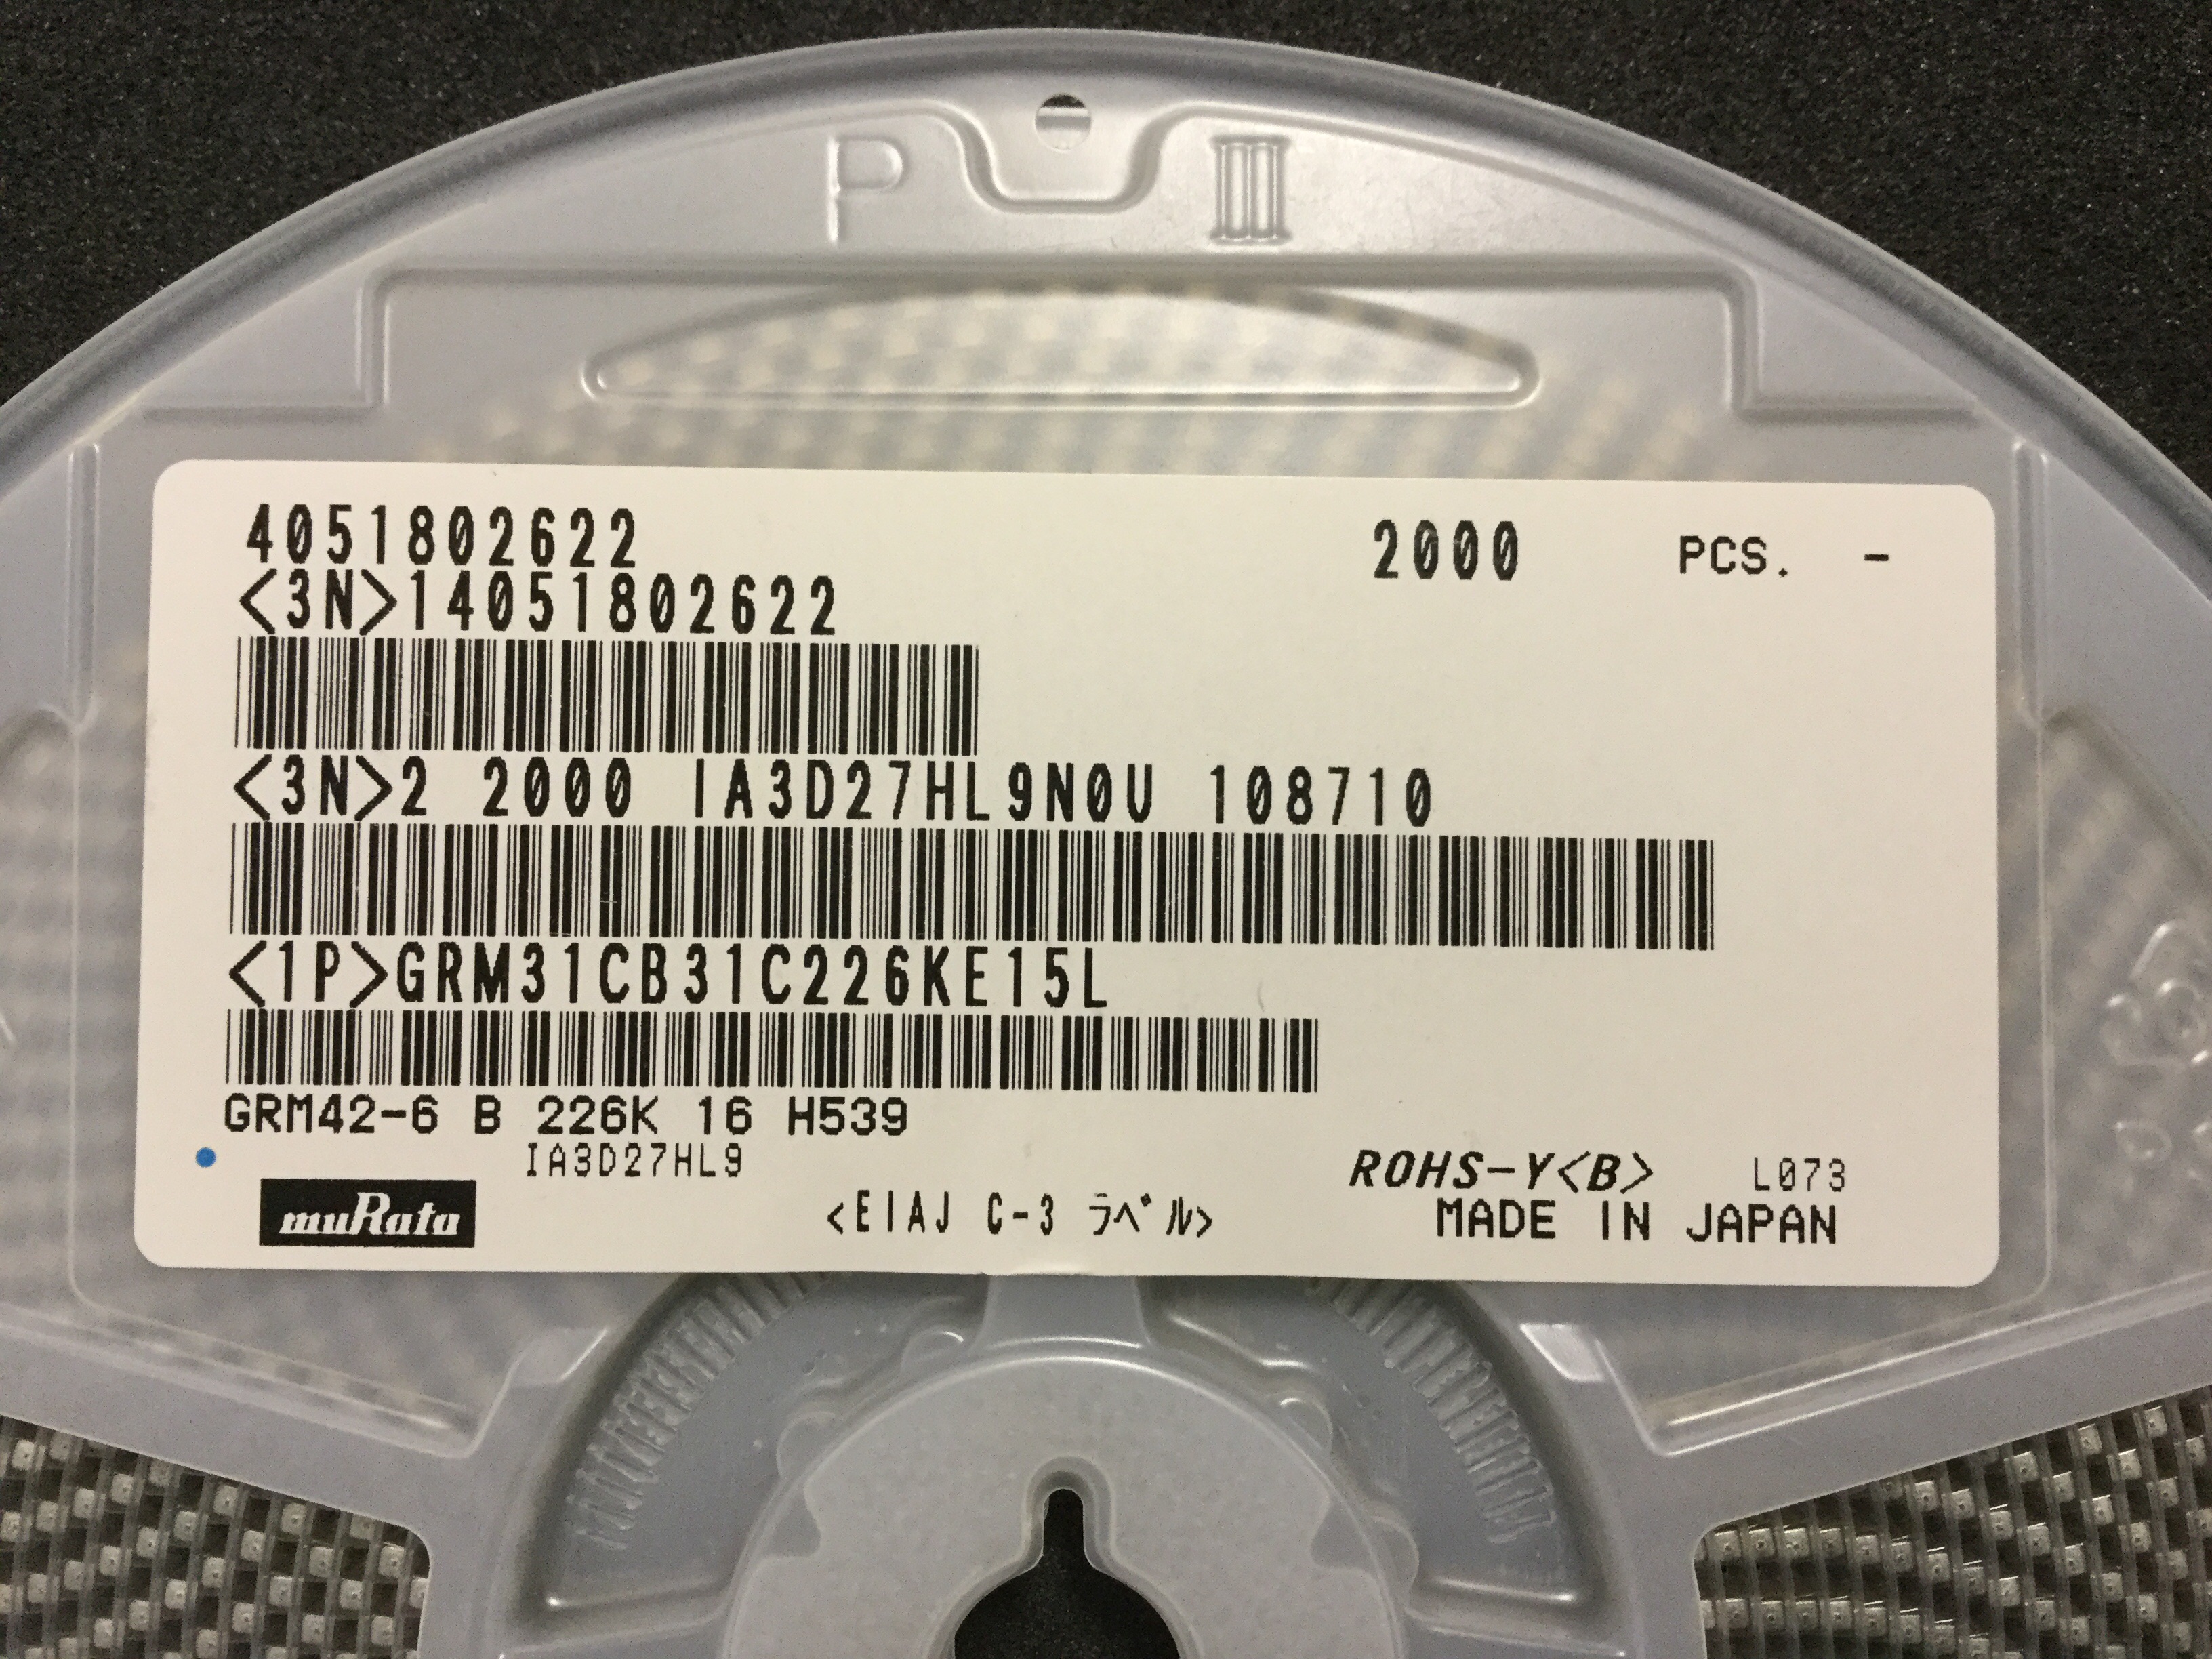 P III
4051802622 2000 PCS. -
<3N>14051802622
<3N>2 2000 IA3D27HL9N0U 108710
<1P>GRM31CB31C226KE15L
GRM42-6 B 226K 16 H539
IA3D27HL9 ROHS-Y<B> L073
muRata <EIAJ C-3 ラベル> MADE IN JAPAN